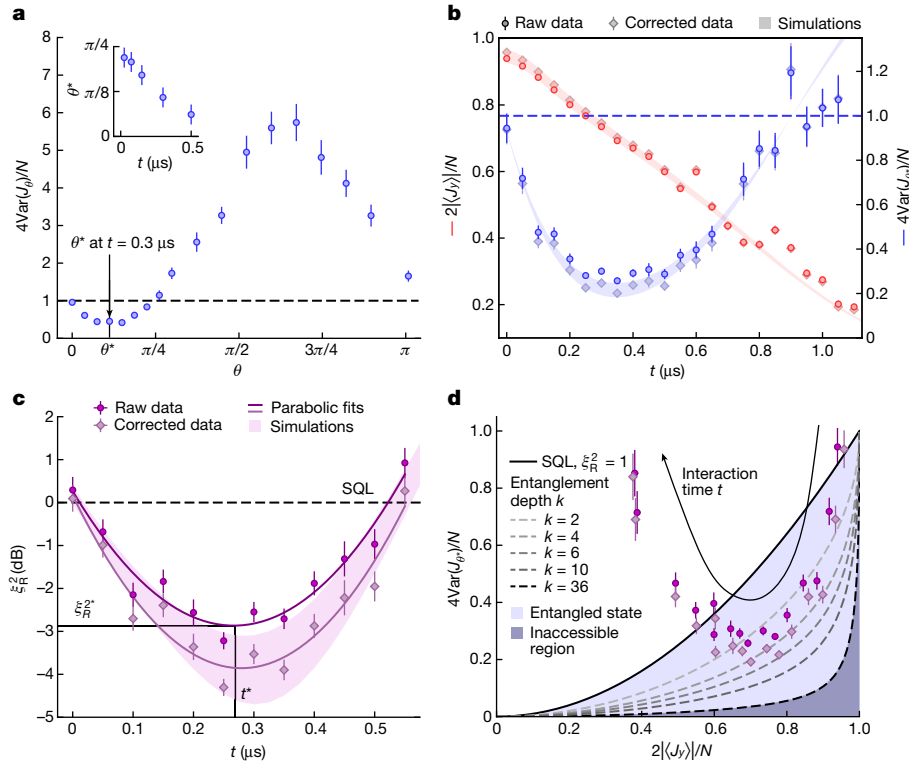 a
8
7
6
5
4
3
2
1
0
4Var(J_θ)/N
π/4
π/8
0
θ*
0
0.5
t (μs)
θ* at t = 0.3 μs
0
θ*
π/4
π/2
3π/4
π
θ
b
Raw data
Corrected data
Simulations
1.0
0.8
0.6
0.4
0.2
2|⟨J_y⟩|/N
1.2
1.0
0.8
0.6
0.4
0.2
0
4Var(J_θ*)/N
0
0.2
0.4
0.6
0.8
1.0
t (μs)
c
Raw data
Corrected data
Parabolic fits
Simulations
2
1
0
−1
−2
−3
−4
−5
ξ_R^2 (dB)
SQL
ξ_R^2*
t*
0
0.1
0.2
0.3
0.4
0.5
t (μs)
d
1.0
0.8
0.6
0.4
0.2
0
4Var(J_θ*)/N
SQL, ξ_R^2 = 1
Entanglement
depth k
k = 2
k = 4
k = 6
k = 10
k = 36
Entangled state
Inaccessible
region
Interaction
time t
0
0.2
0.4
0.6
0.8
1.0
2|⟨J_y⟩|/N